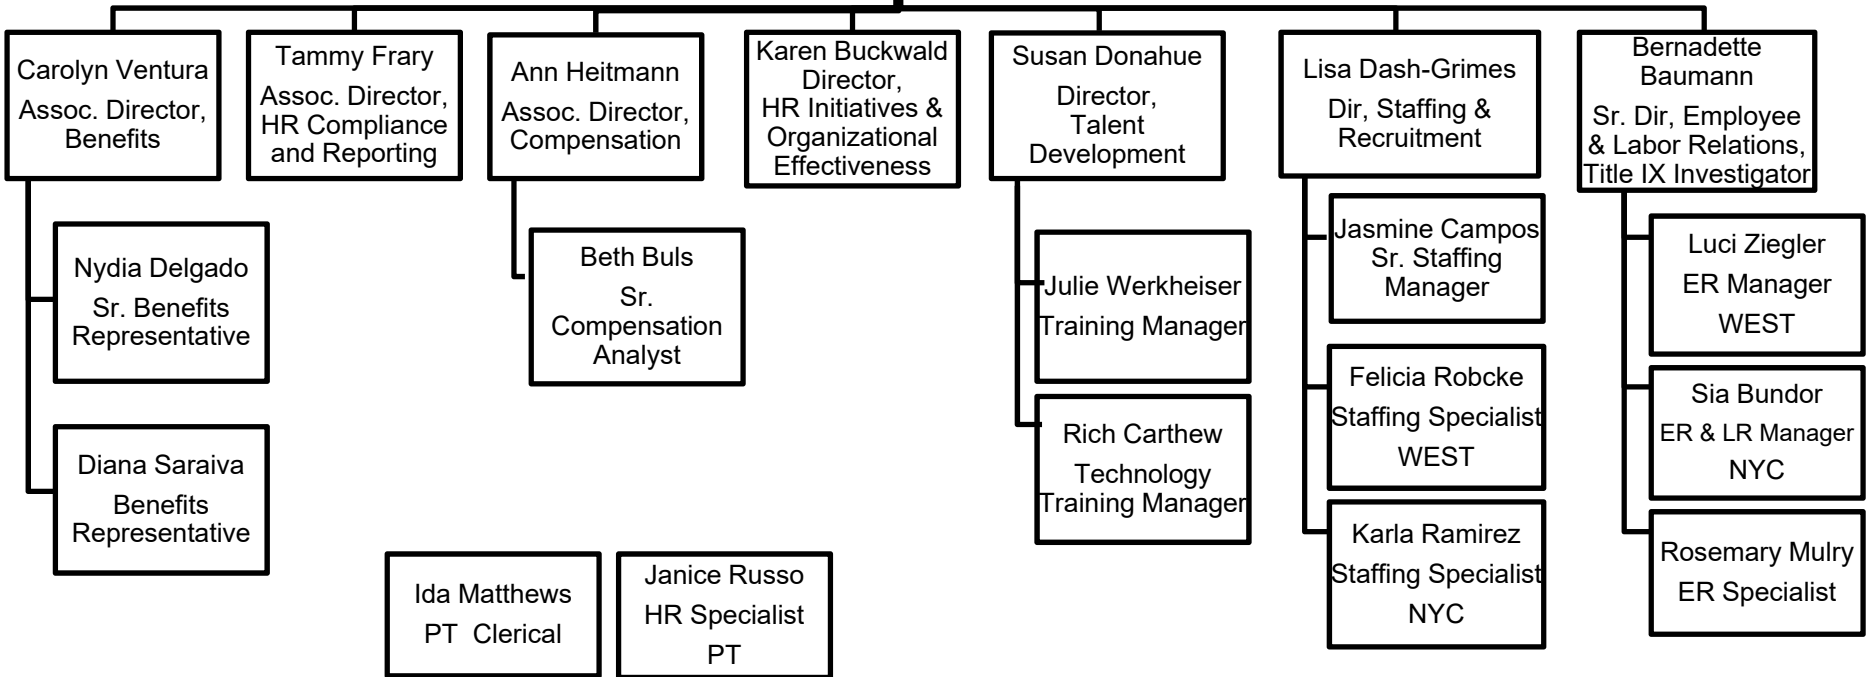 Carolyn Ventura
Assoc. Director,
Benefits
Tammy Frary
Assoc. Director,
HR Compliance
and Reporting
Ann Heitmann
Assoc. Director,
Compensation
Karen Buckwald
Director,
HR Initiatives &
Organizational
Effectiveness
Susan Donahue
Director,
Talent
Development
Lisa Dash-Grimes
Dir, Staffing &
Recruitment
Bernadette
Baumann
Sr. Dir, Employee
& Labor Relations,
Title IX Investigator
Nydia Delgado
Sr. Benefits
Representative
Diana Saraiva
Benefits
Representative
Beth Buls
Sr.
Compensation
Analyst
Julie Werkheiser
Training Manager
Rich Carthew
Technology
Training Manager
Jasmine Campos
Sr. Staffing
Manager
Felicia Robcke
Staffing Specialist
WEST
Karla Ramirez
Staffing Specialist
NYC
Luci Ziegler
ER Manager
WEST
Sia Bundor
ER & LR Manager
NYC
Rosemary Mulry
ER Specialist
Ida Matthews
PT  Clerical
Janice Russo
HR Specialist
PT